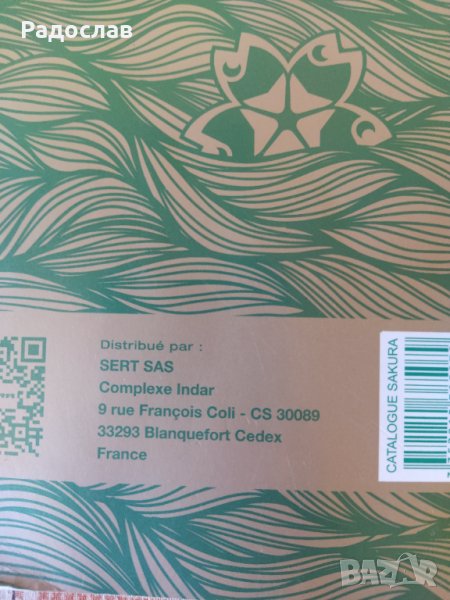 Радослав
Distribué par :
SERT SAS
Complexe Indar
9 rue François Coli - CS 30089
33293 Blanquefort Cedex
France
CATALOGUE SAKURA
BAZAR